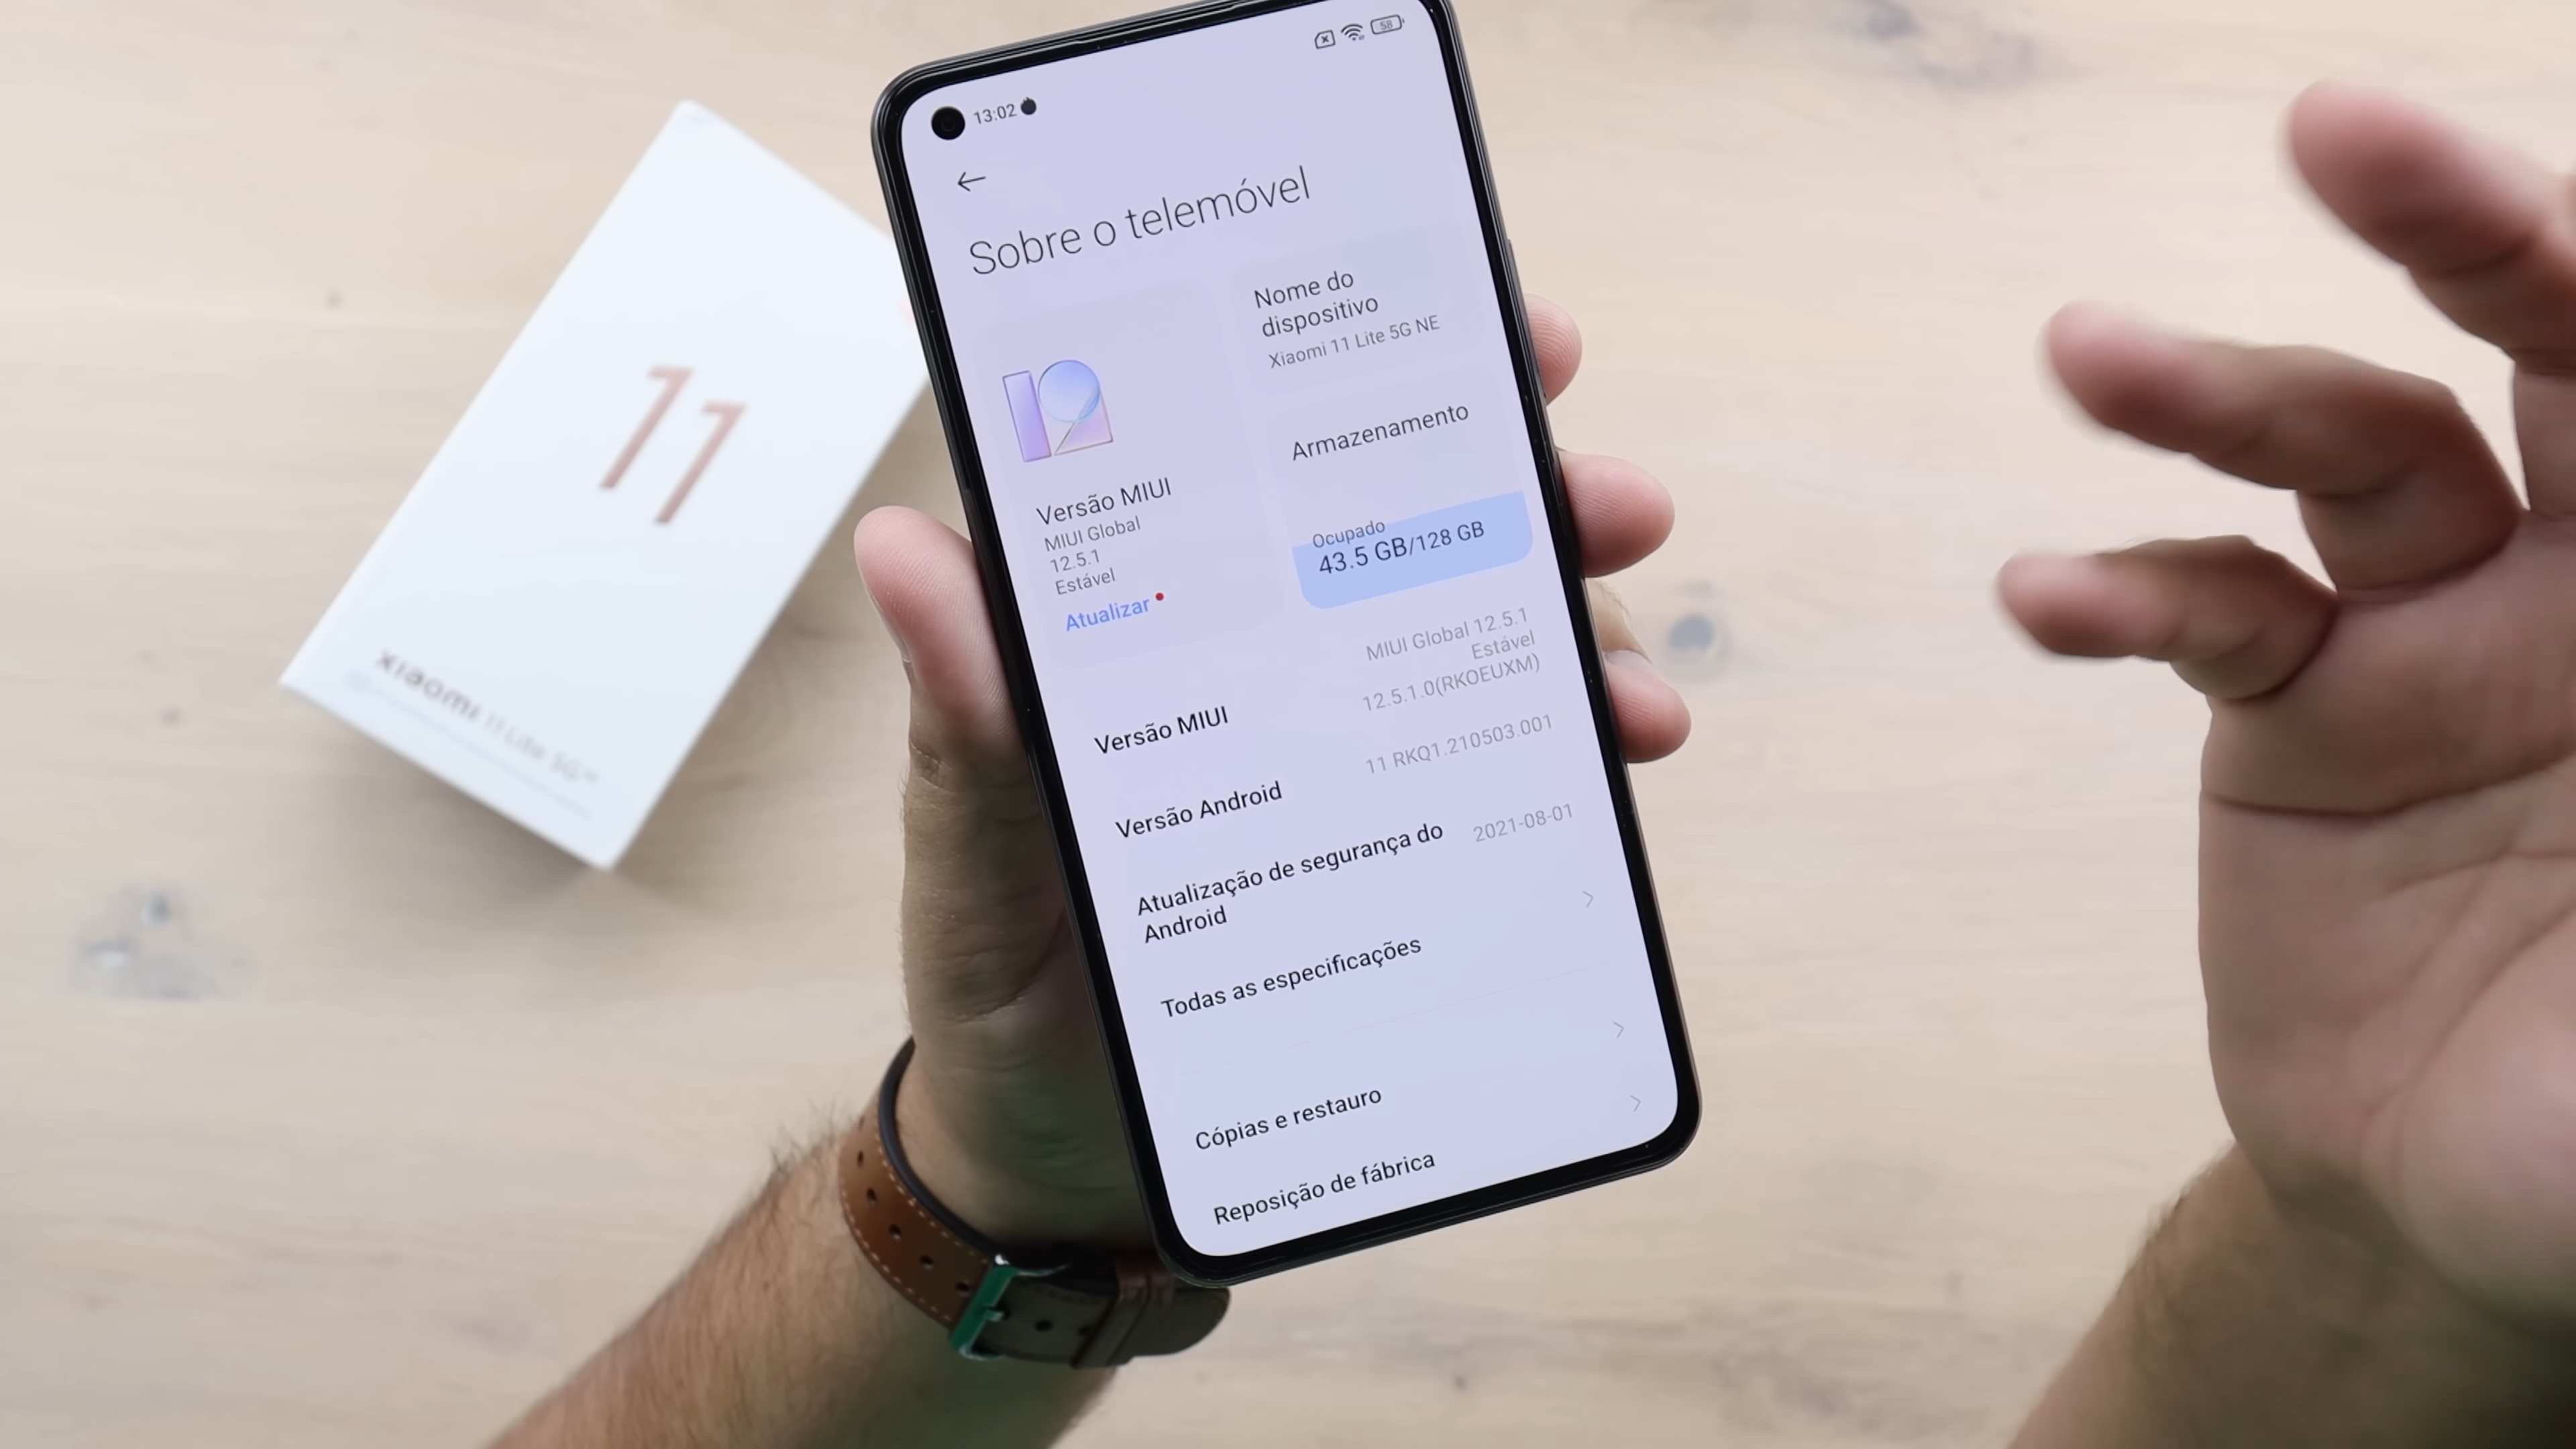 13:02
58
Sobre o telemóvel
Nome do
dispositivo
Xiaomi 11 Lite 5G NE
12
Versão MIUI
MIUI Global
12.5.1
Estável
Atualizar
Armazenamento
Ocupado
43.5 GB/128 GB
Versão MIUI
MIUI Global 12.5.1
Estável
12.5.1.0(RKOEUXM)
Versão Android
11 RKQ1.210503.001
Atualização de segurança do
Android
2021-08-01
Todas as especificações
Cópias e restauro
Reposição de fábrica
11
xiaomi 11 Lite 5G